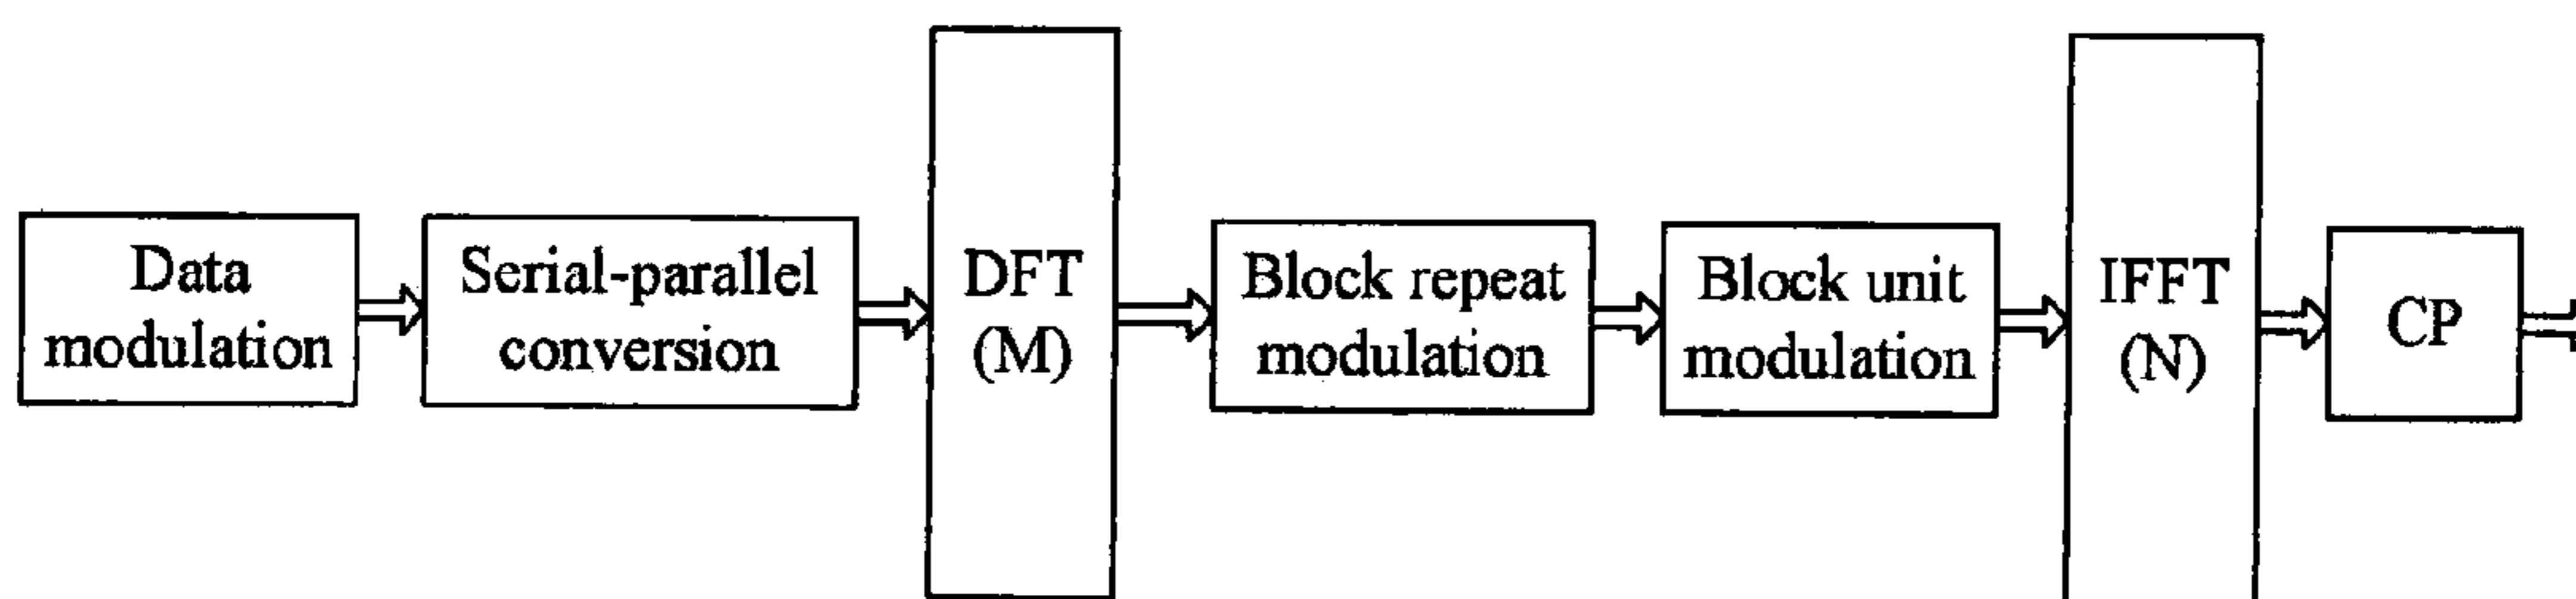 Data
modulation
Serial-parallel
conversion
DFT
(M)
Block repeat
modulation
Block unit
modulation
IFFT
(N)
CP